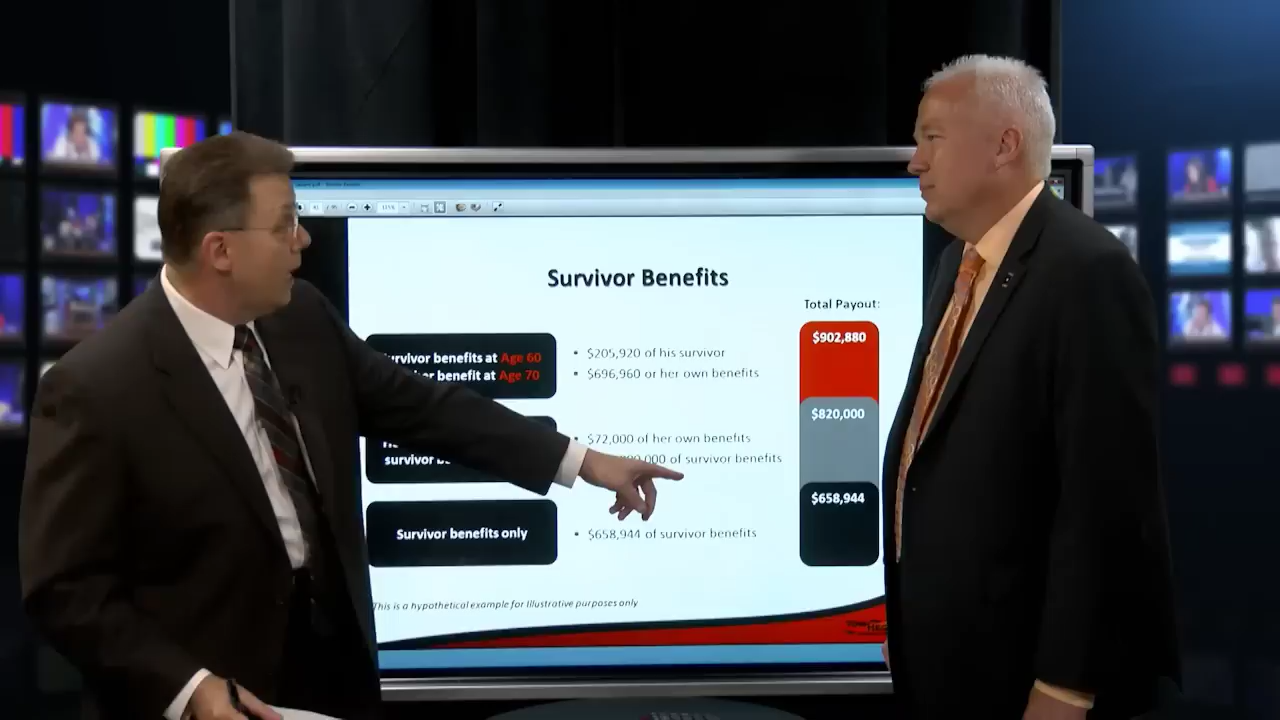 Survivor Benefits
Total Payout:
urvivor benefits at Age 60
benefit at Age 70
• $205,920 of his survivor
• $696,960 or her own benefits
$902,880
survivor
• $72,000 of her own benefits
000 of survivor benefits
$820,000
Survivor benefits only
• $658,944 of survivor benefits
$658,944
This is a hypothetical example for Illustrative purposes only